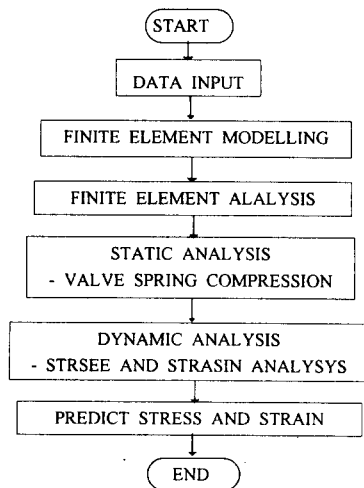 START
DATA INPUT
FINITE ELEMENT MODELLING
FINITE ELEMENT ALALYSIS
STATIC ANALYSIS
- VALVE SPRING COMPRESSION
DYNAMIC ANALYSIS
- STRSEE AND STRASIN ANALYSYS
PREDICT STRESS AND STRAIN
END